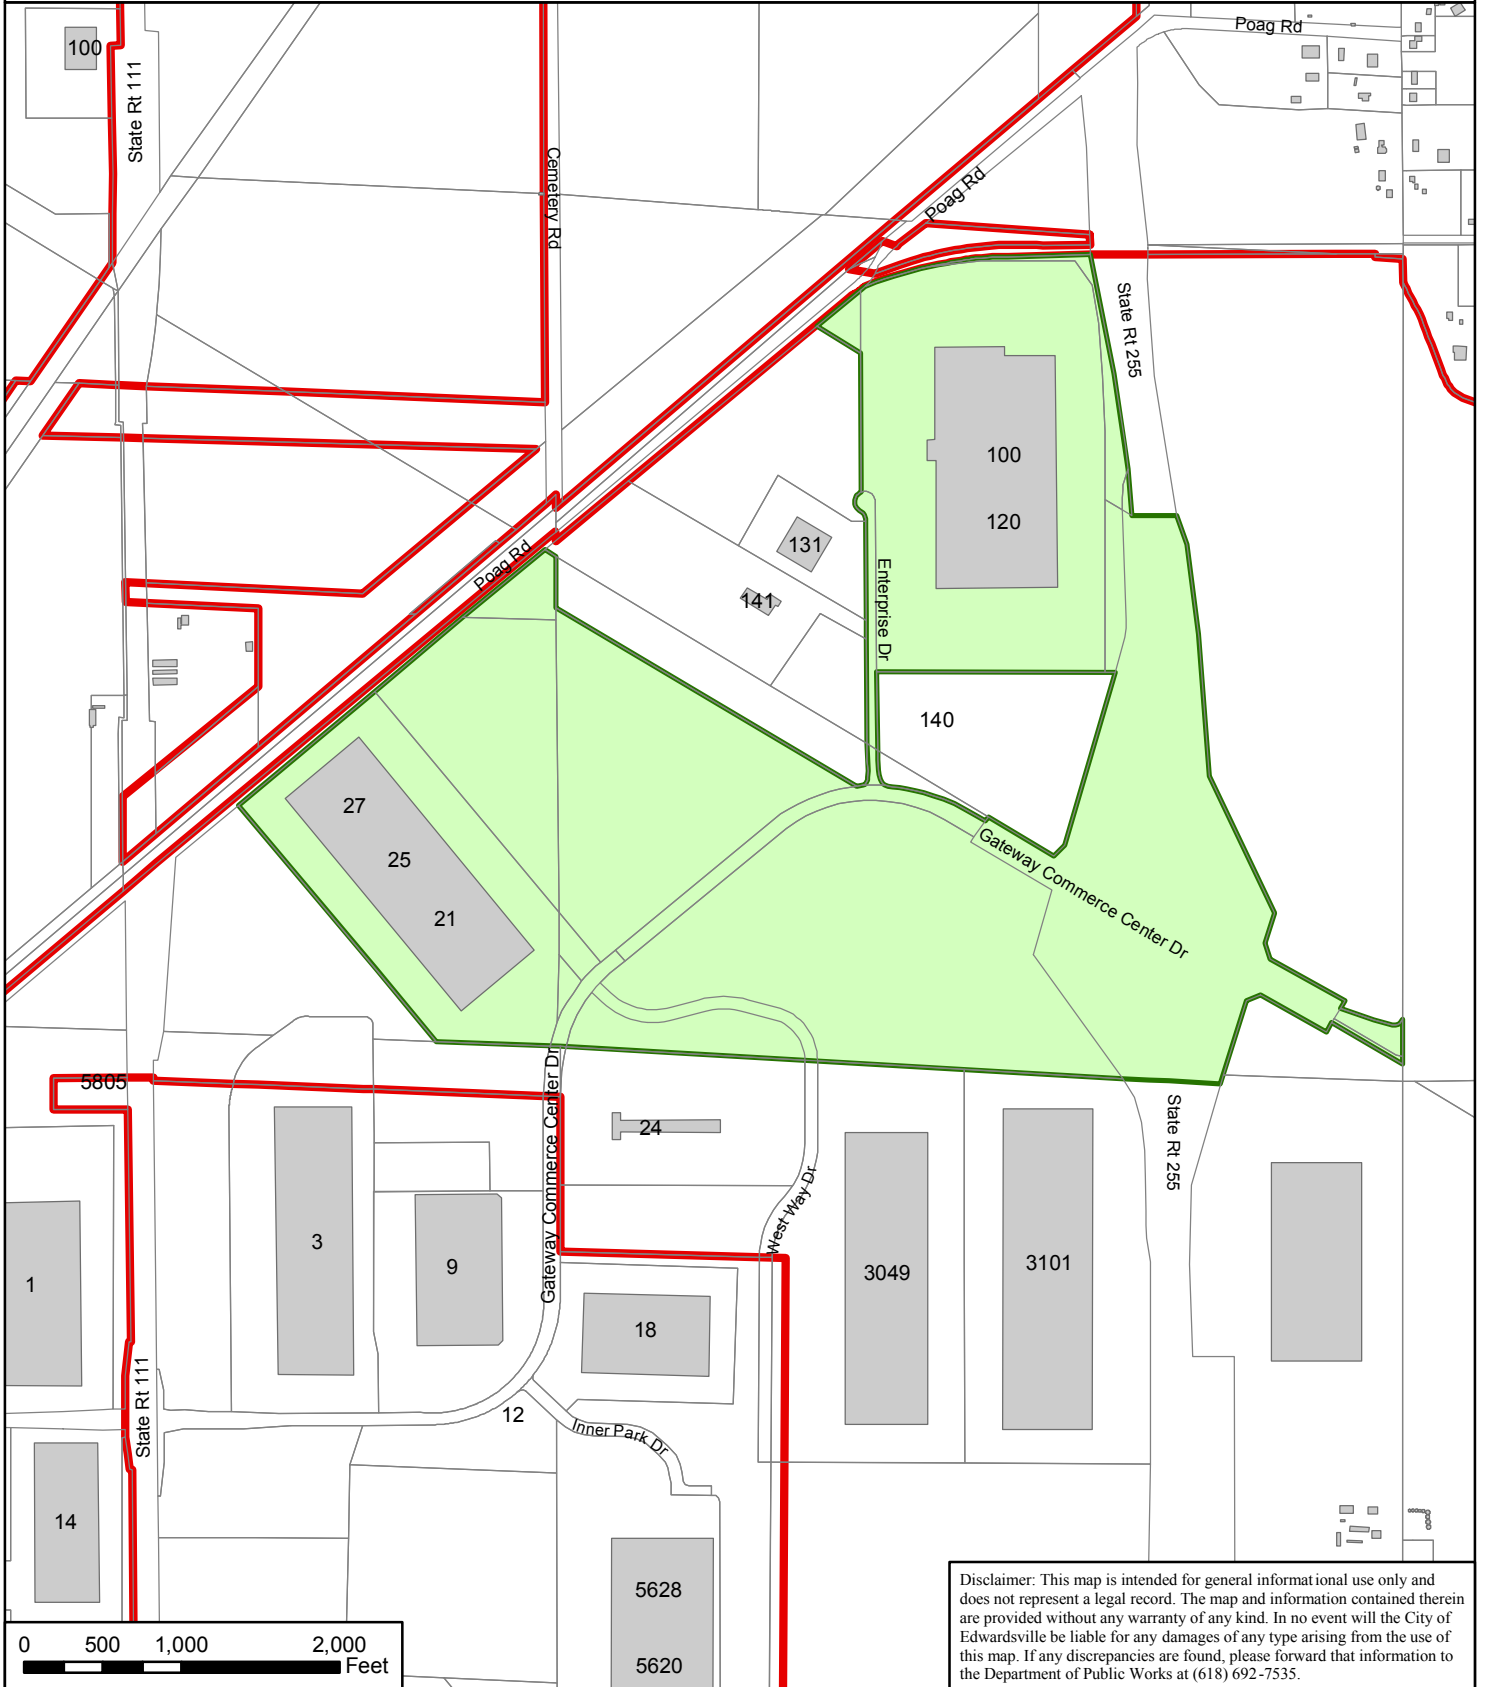 Poag Rd
100
State Rt 111
Cemetery Rd
Poag Rd
State Rt 255
100
120
131
Poag Rd
Enterprise Dr
141
140
27
25
21
Gateway Commerce Center Dr
5805
Gateway Commerce Center Dr
24
State Rt 255
West Way Dr
3
9
3049
3101
1
18
State Rt 111
12
Inner Park Dr
14
5628
5620
0 500 1,000 2,000
Feet
Disclaimer: This map is intended for general informational use only and
does not represent a legal record. The map and information contained therein
are provided without any warranty of any kind. In no event will the City of
Edwardsville be liable for any damages of any type arising from the use of
this map. If any discrepancies are found, please forward that information to
the Department of Public Works at (618) 692-7535.